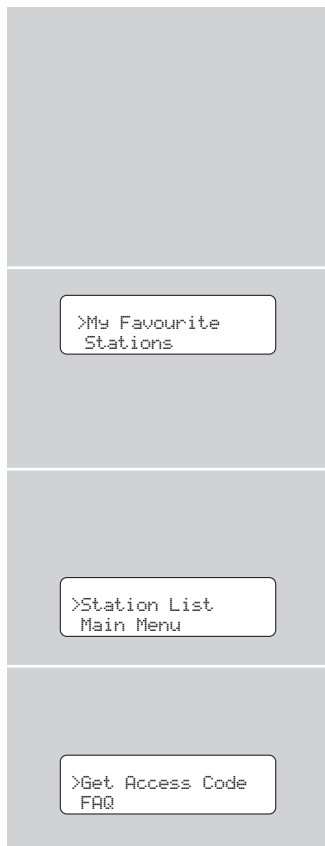 >My Favourite
Stations
>Station List
Main Menu
>Get Access Code
FAQ